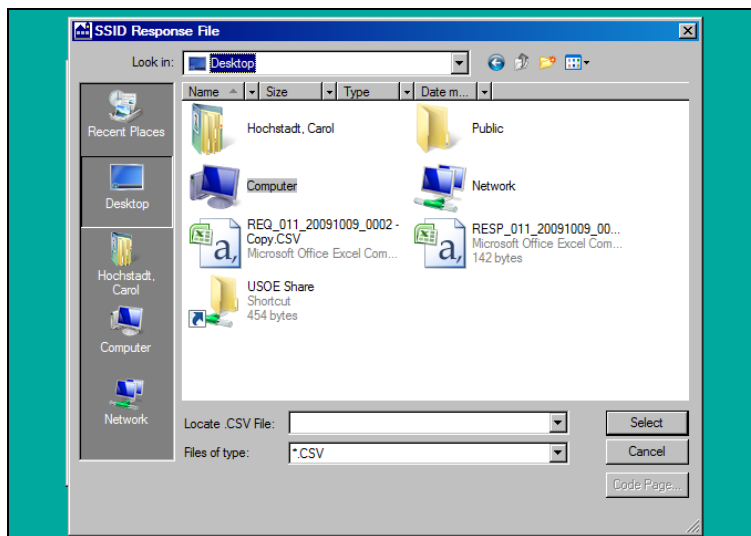 SSID Response File
Look in:
Desktop
Name
Size
Type
Date m...
Recent Places
Desktop
Hochstadt,
Carol
Computer
Network
Hochstadt, Carol
Public
Computer
Network
REQ_011_20091009_0002 -
Copy.CSV
Microsoft Office Excel Com...
RESP_011_20091009_00...
Microsoft Office Excel Com...
142 bytes
USOE Share
Shortcut
454 bytes
Locate .CSV File:
Select
Files of type:
*.CSV
Cancel
Code Page...